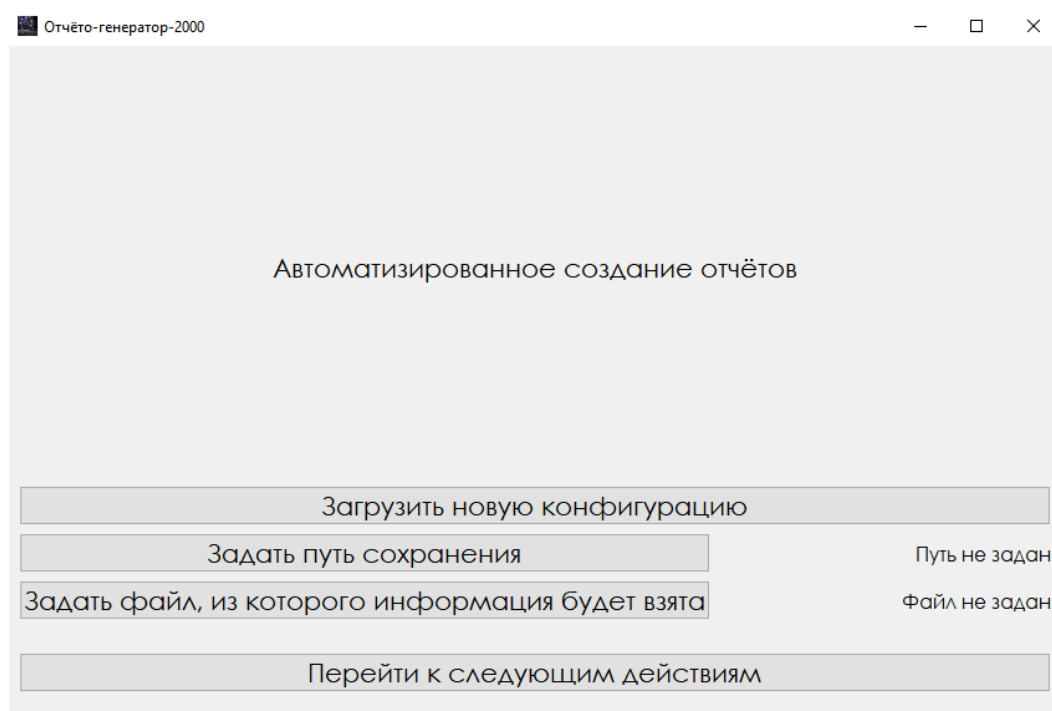 Отчёто-генератор-2000
Автоматизированное создание отчётов
Загрузить новую конфигурацию
Задать путь сохранения
Путь не задан
Задать файл, из которого информация будет взята
Файл не задан
Перейти к следующим действиям